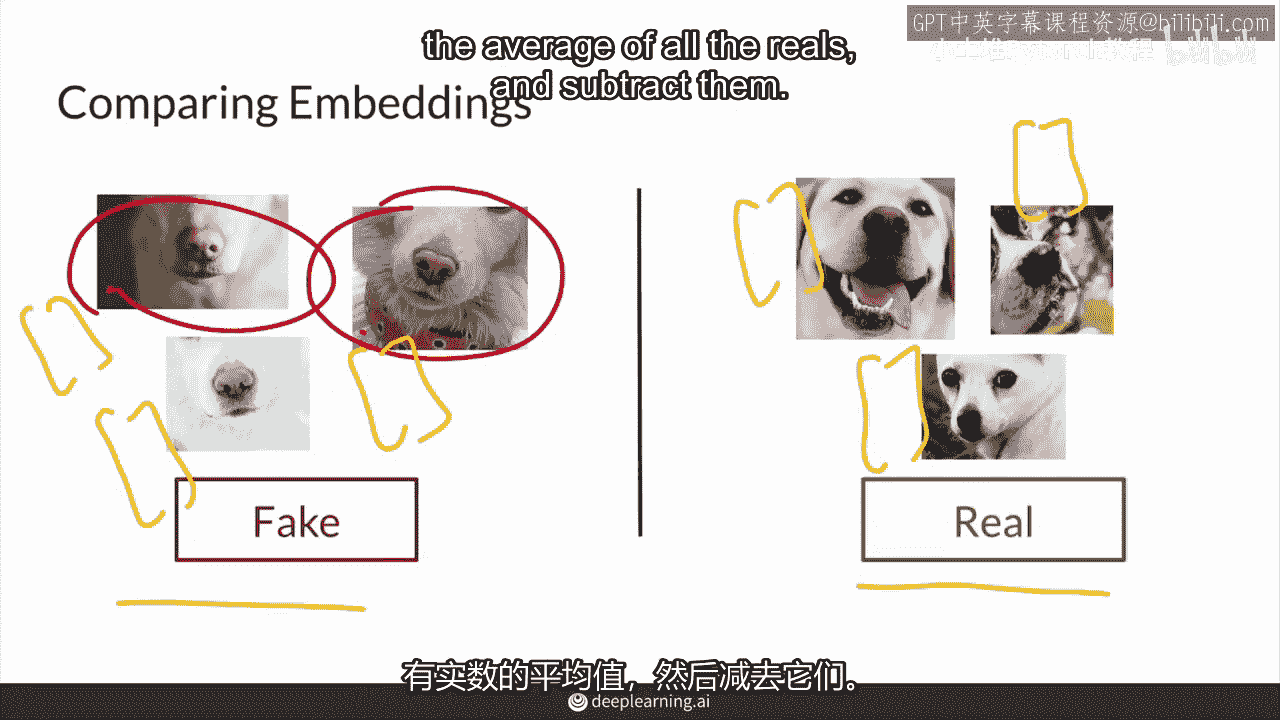 GPT中英字幕课程资源@bilibili.com
the average of all the reals,
and subtract them.
Comparing Embeddings
Fake
Real
有实数的平均值，然后减去它们。
deeplearning.ai